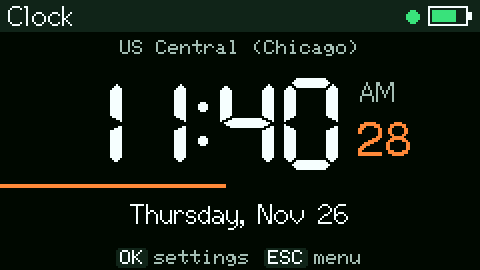 Clock
US Central (Chicago)
11:40 AM
28
Thursday, Nov 26
OK settings ESC menu